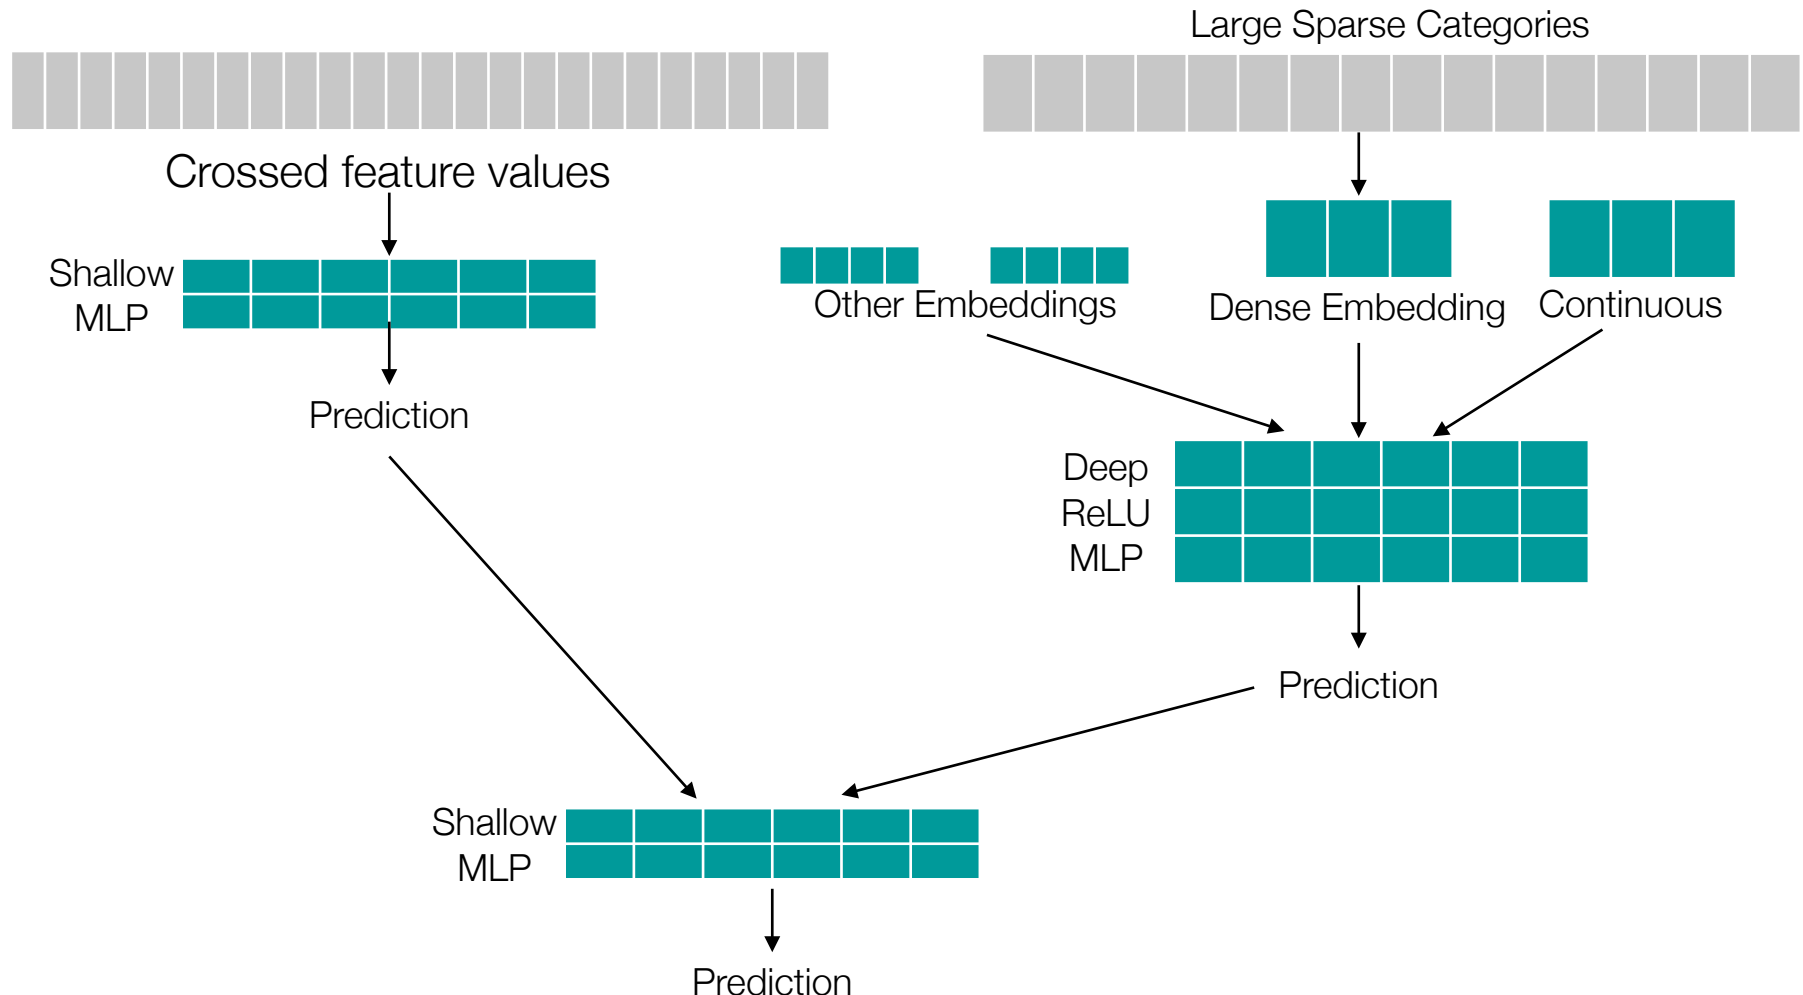 Large Sparse Categories
Crossed feature values
Shallow
MLP
Other Embeddings
Dense Embedding
Continuous
Prediction
Deep
ReLU
MLP
Prediction
Shallow
MLP
Prediction